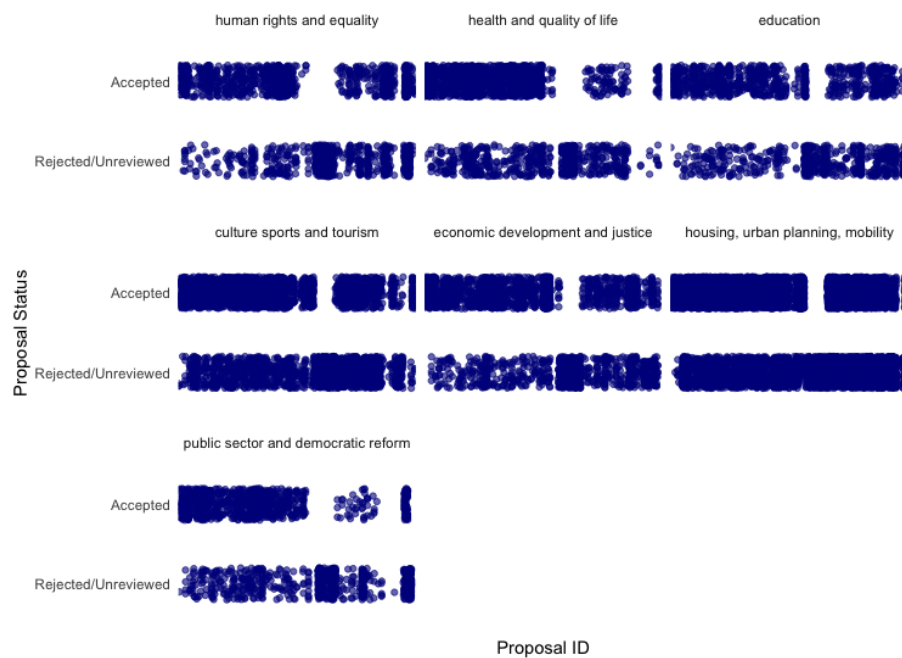 human rights and equality
health and quality of life
education
Accepted
Rejected/Unreviewed
culture sports and tourism
economic development and justice
housing, urban planning, mobility
Accepted
Rejected/Unreviewed
Proposal Status
public sector and democratic reform
Accepted
Rejected/Unreviewed
Proposal ID